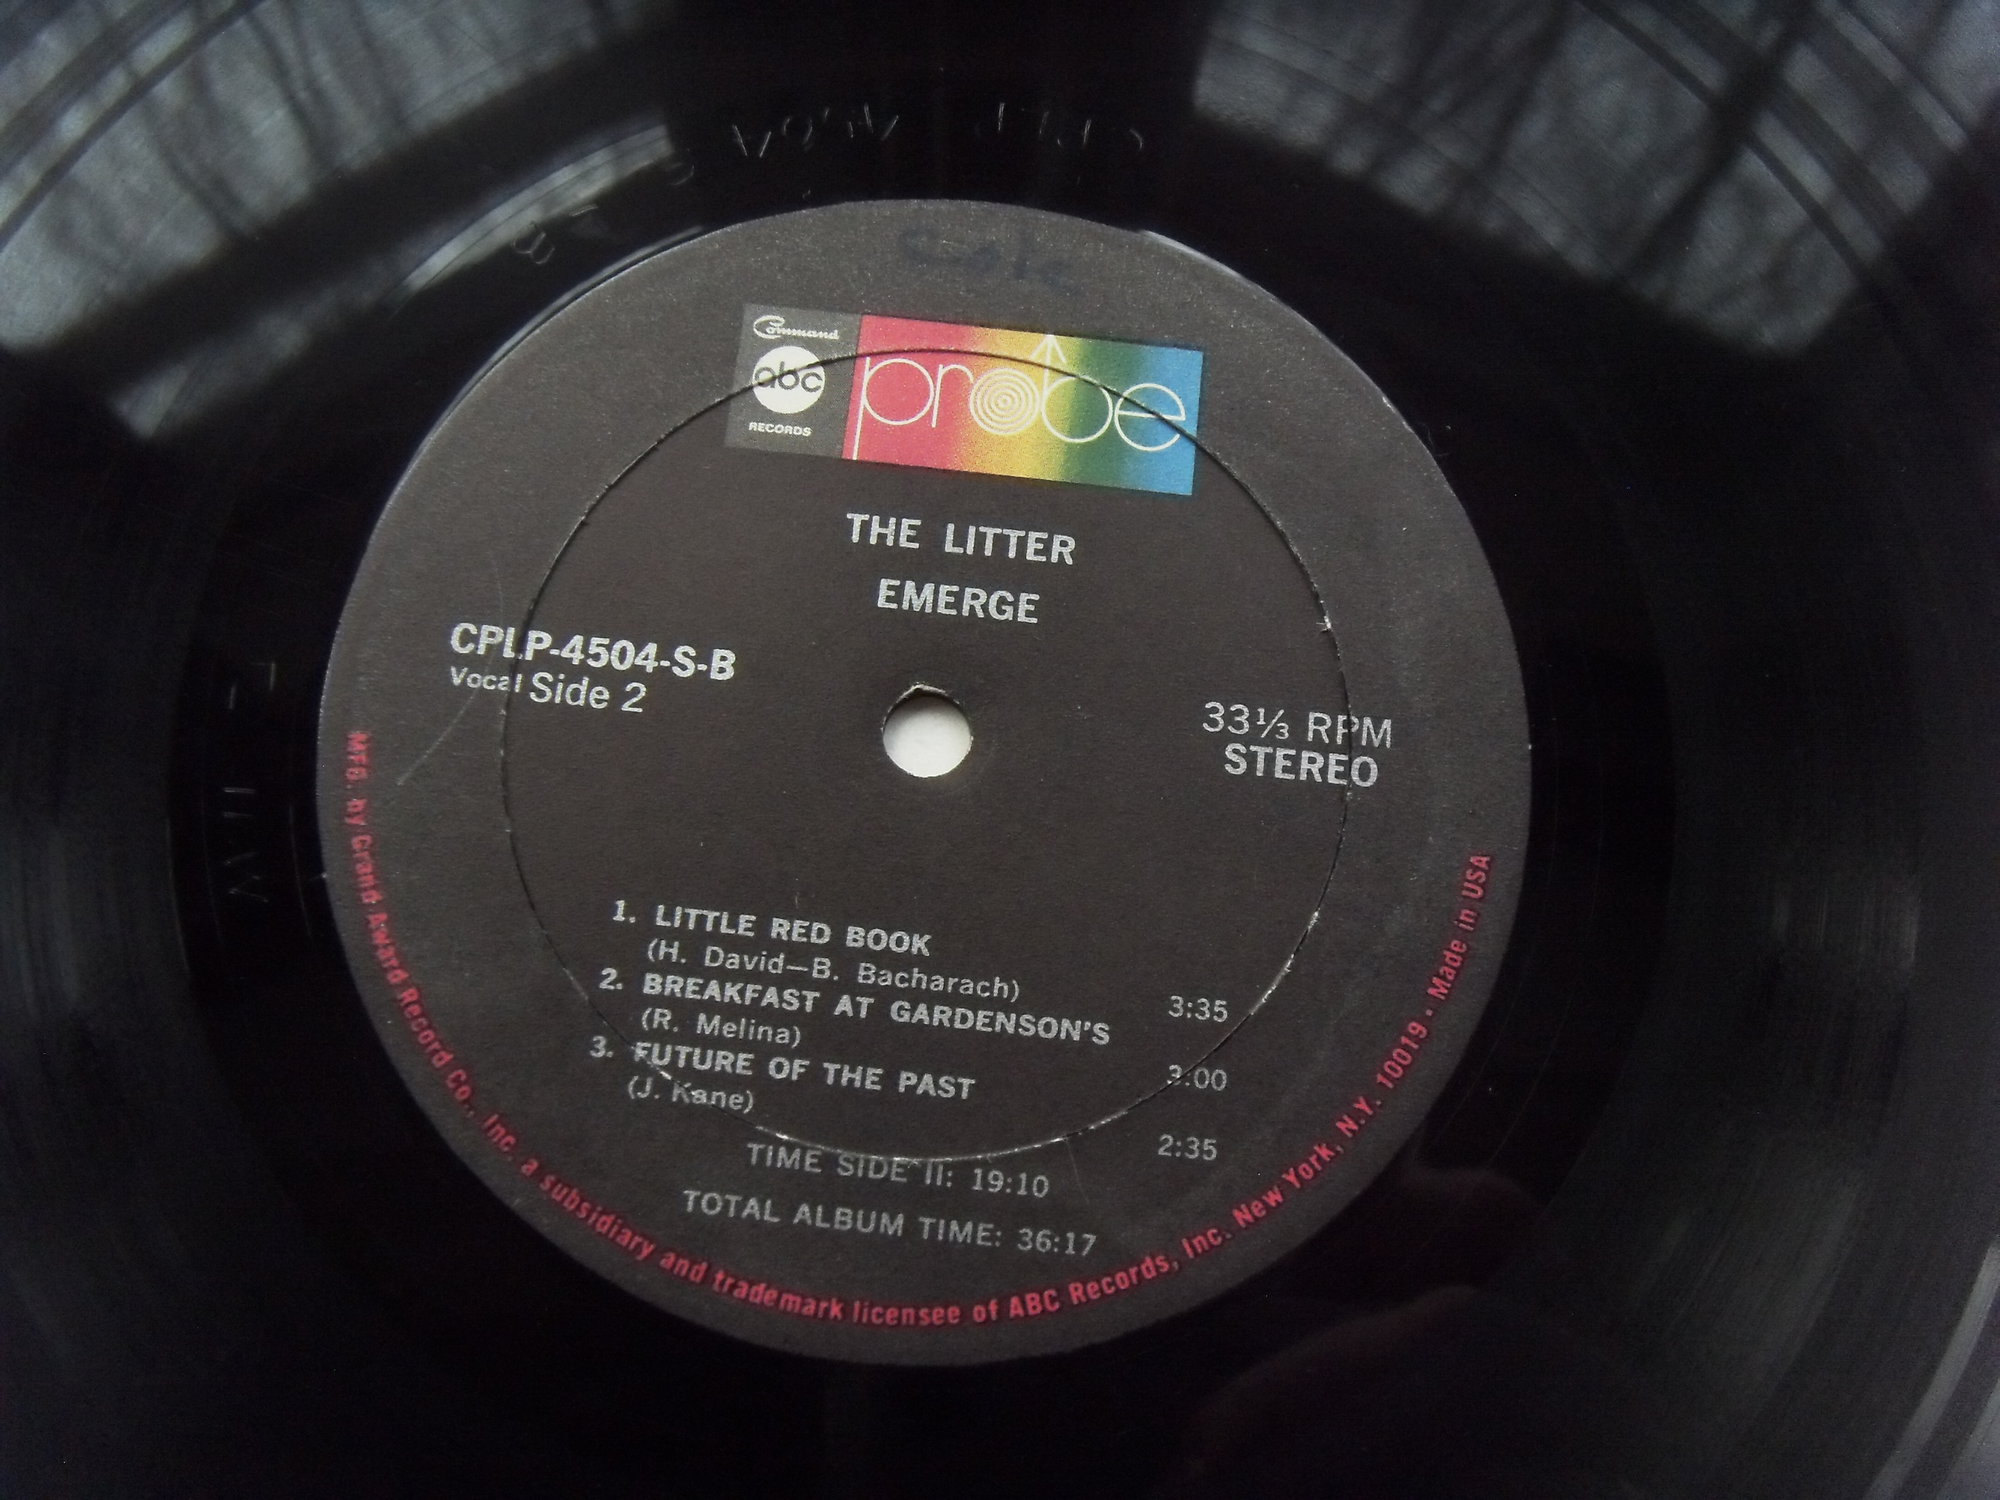 Command
abc
RECORDS
probe
THE LITTER
EMERGE
CPLP-4504-S-B
Vocal Side 2
33⅓ RPM
STEREO
1. LITTLE RED BOOK
(H. David—B. Bacharach) 3:35
2. BREAKFAST AT GARDENSON'S
(R. Melina) 3:00
3. FUTURE OF THE PAST
(J. Kane) 2:35
TIME SIDE II: 19:10
TOTAL ALBUM TIME: 36:17
MFG. by Grand Award Record Co., Inc. a subsidiary and trademark licensee of ABC Records, Inc. New York, N.Y. 10019 • Made in USA